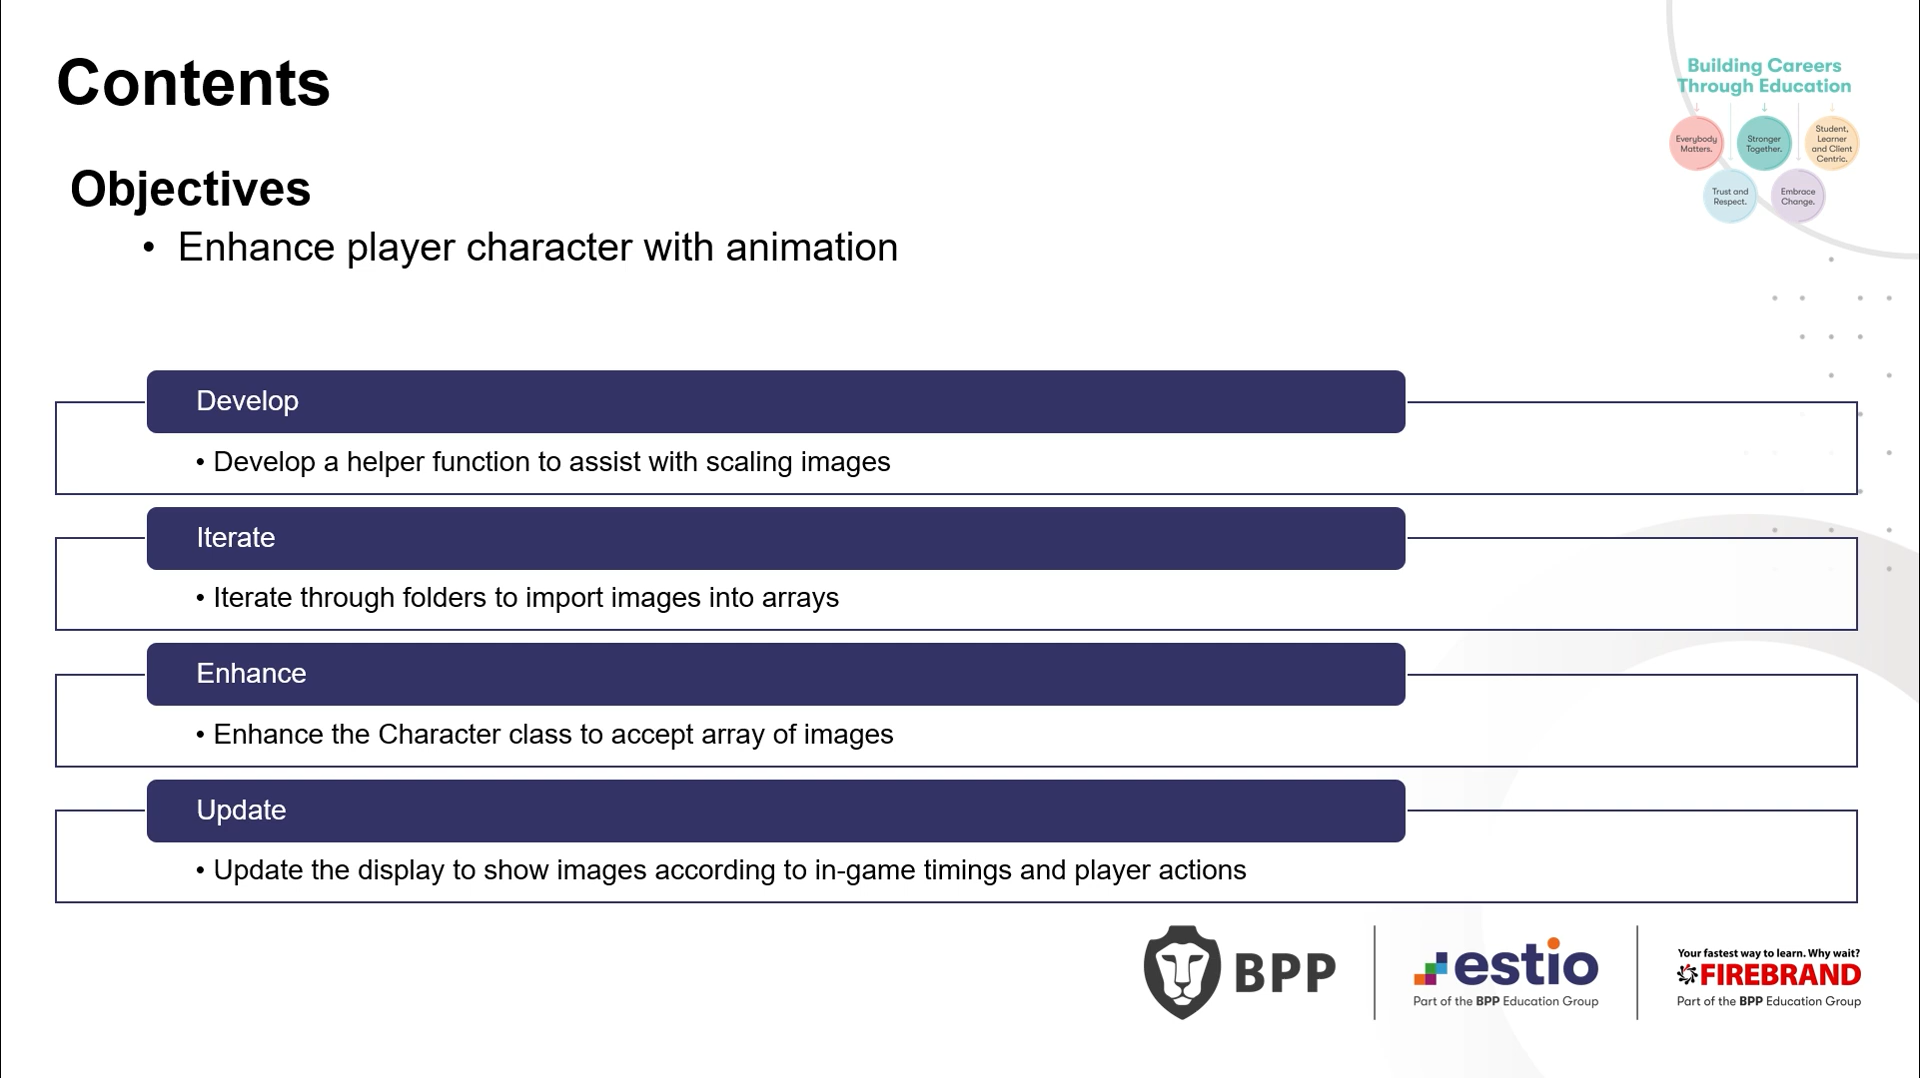 Contents
Building Careers
Through Education
Everybody
Matters.
Stronger
Together.
Student,
Learner
and Client
Centric.
Trust and
Respect.
Embrace
Change.
Objectives
• Enhance player character with animation
Develop
• Develop a helper function to assist with scaling images
Iterate
• Iterate through folders to import images into arrays
Enhance
• Enhance the Character class to accept array of images
Update
• Update the display to show images according to in-game timings and player actions
BPP
estio
Part of the BPP Education Group
Your fastest way to learn. Why wait?
FIREBRAND
Part of the BPP Education Group